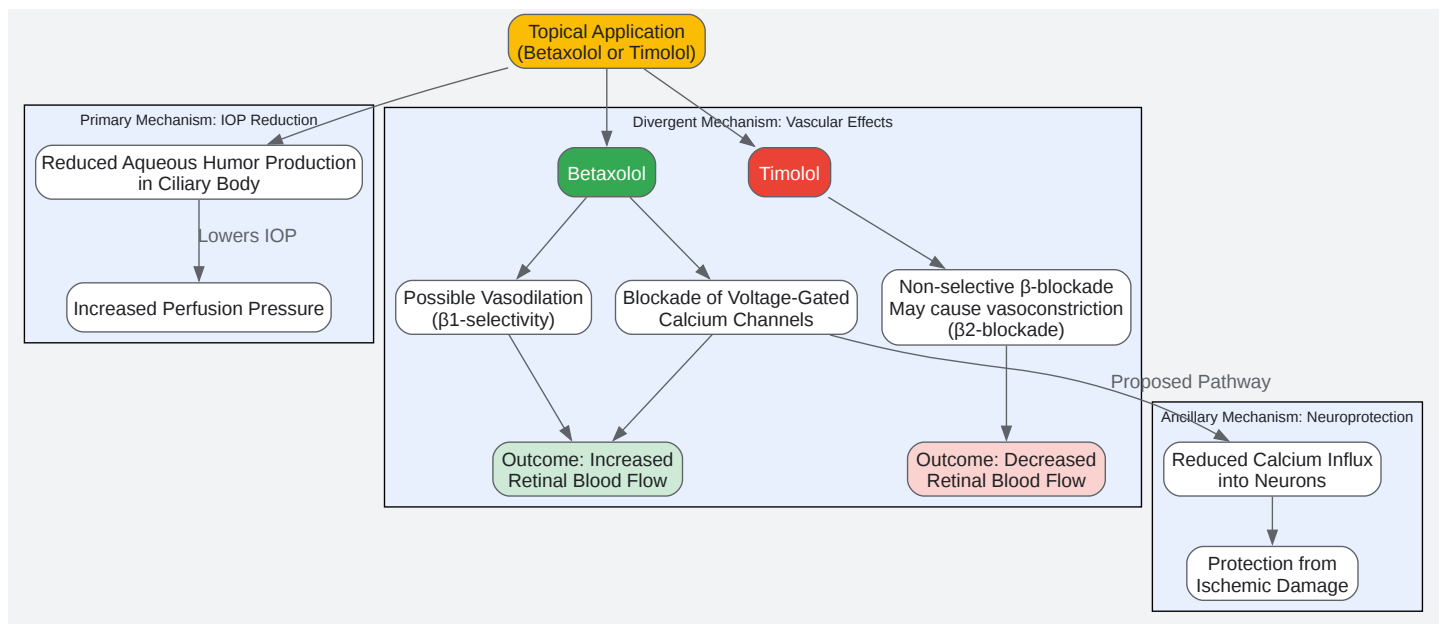 Topical Application
(Betaxolol or Timolol)
Primary Mechanism: IOP Reduction
Reduced Aqueous Humor Production
in Ciliary Body
Lowers IOP
Increased Perfusion Pressure
Divergent Mechanism: Vascular Effects
Betaxolol
Timolol
Possible Vasodilation
(β1-selectivity)
Blockade of Voltage-Gated
Calcium Channels
Non-selective β-blockade
May cause vasoconstriction
(β2-blockade)
Outcome: Increased
Retinal Blood Flow
Outcome: Decreased
Retinal Blood Flow
Proposed Pathway
Ancillary Mechanism: Neuroprotection
Reduced Calcium Influx
into Neurons
Protection from
Ischemic Damage